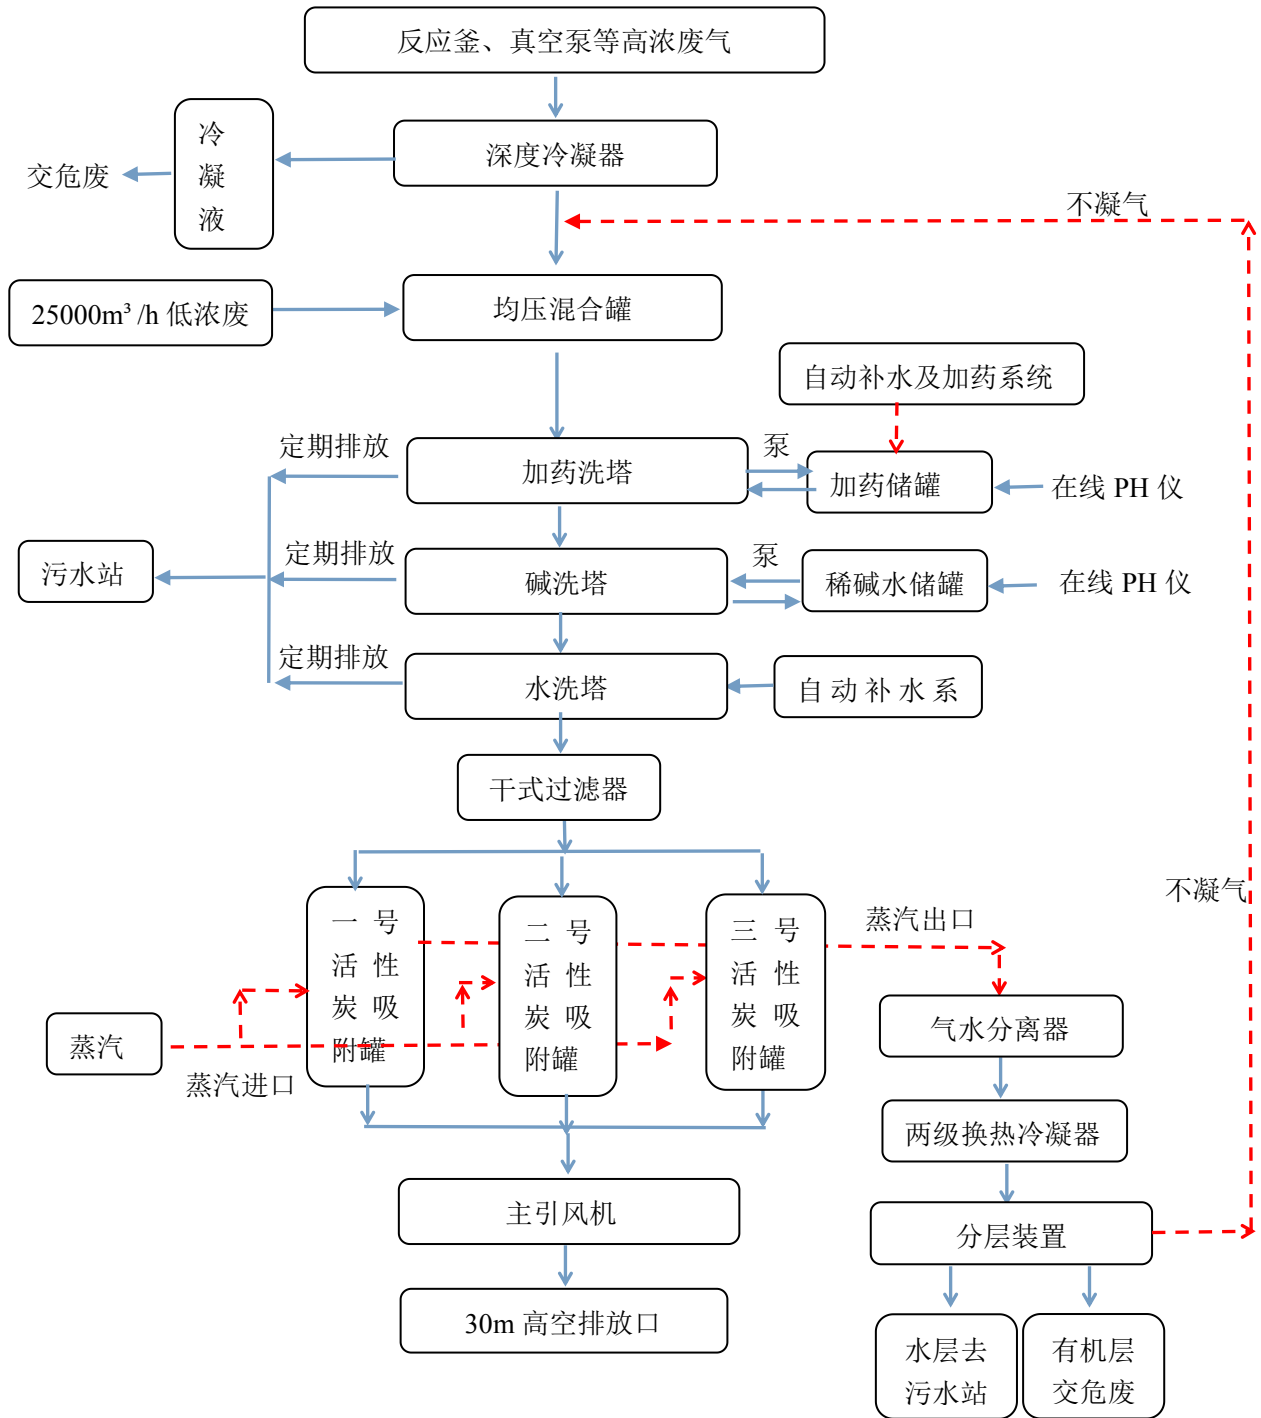 反应釜、真空泵等高浓废气
冷
凝
液
交危废
深度冷凝器
不凝气
25000m³ /h 低浓废
均压混合罐
自动补水及加药系统
定期排放
加药洗塔
泵
加药储罐
在线 PH 仪
污水站
定期排放
碱洗塔
泵
稀碱水储罐
在线 PH 仪
定期排放
水洗塔
自动补水系
干式过滤器
不凝气
一号
活性
炭吸
附罐
二号
活性
炭吸
附罐
三号
活性
炭吸
附罐
蒸汽出口
蒸汽
蒸汽进口
气水分离器
两级换热冷凝器
主引风机
分层装置
30m 高空排放口
水层去
污水站
有机层
交危废